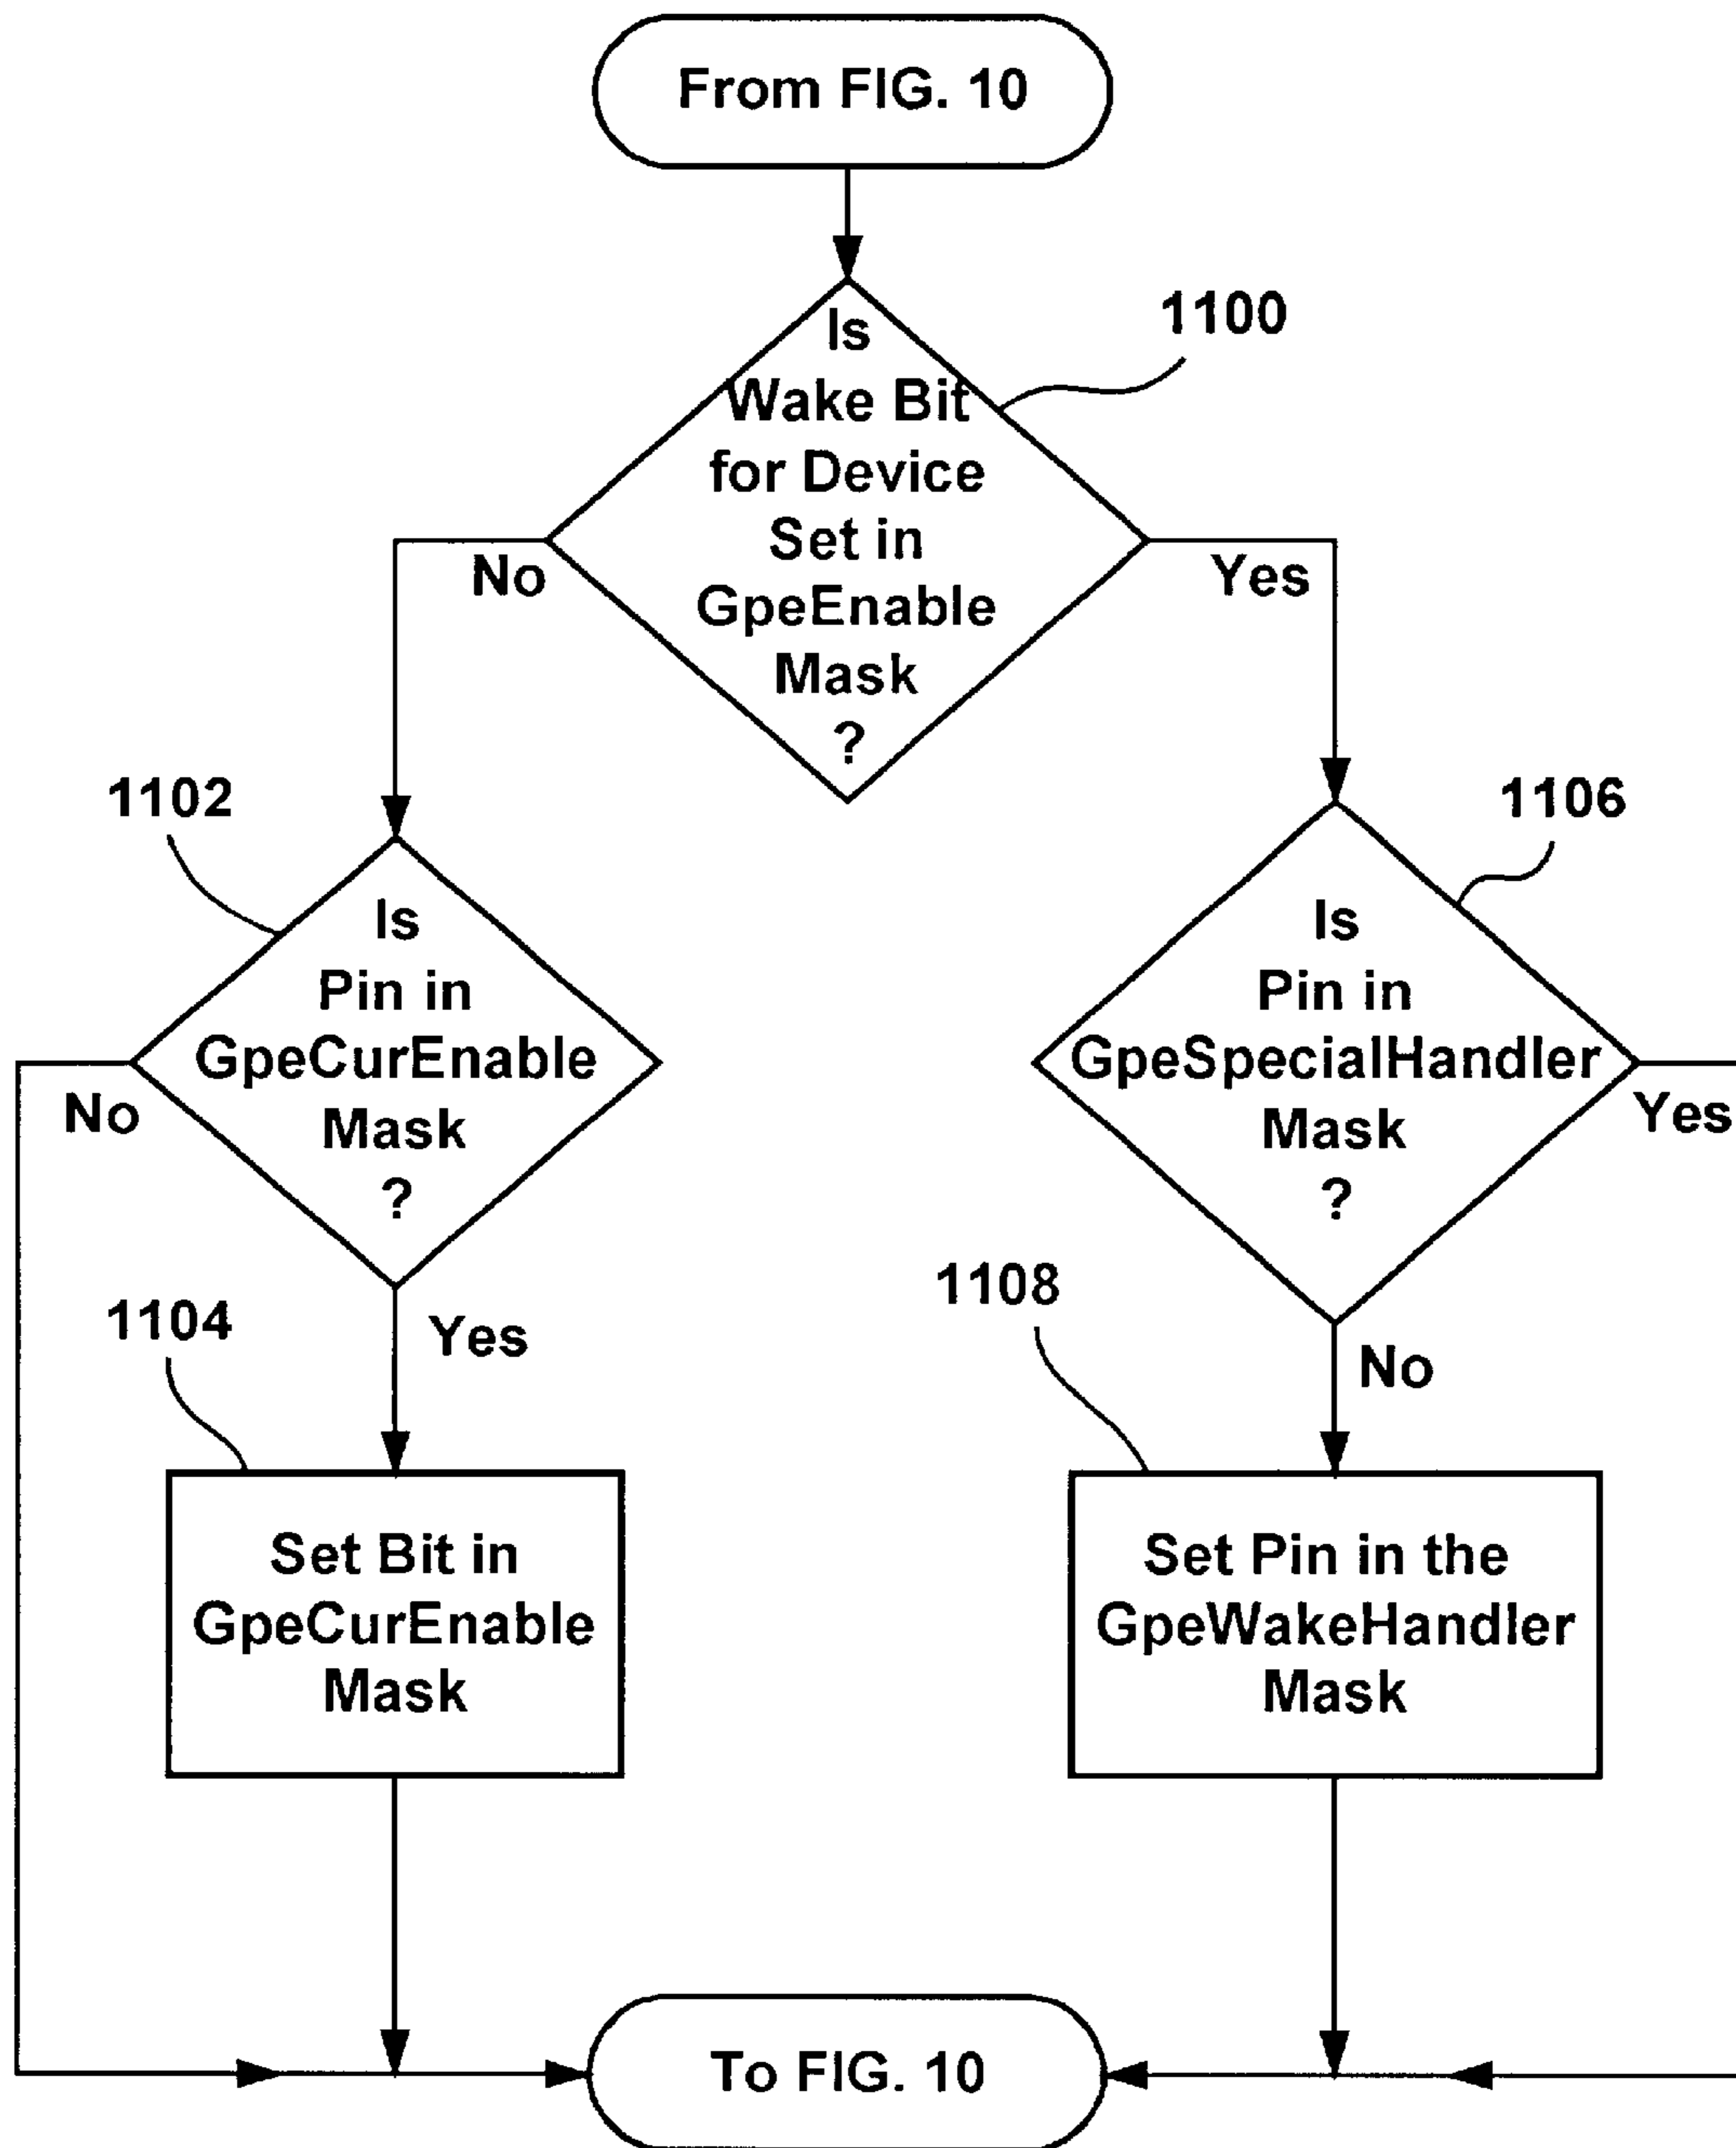 From FIG. 10
1100
Is
Wake Bit
for Device
Set in
GpeEnable
Mask
?
No
Yes
1102
Is
Pin in
GpeCurEnable
Mask
?
No
Yes
1104
Set Bit in
GpeCurEnable
Mask
1106
Is
Pin in
GpeSpecialHandler
Mask
?
Yes
No
1108
Set Pin in the
GpeWakeHandler
Mask
To FIG. 10